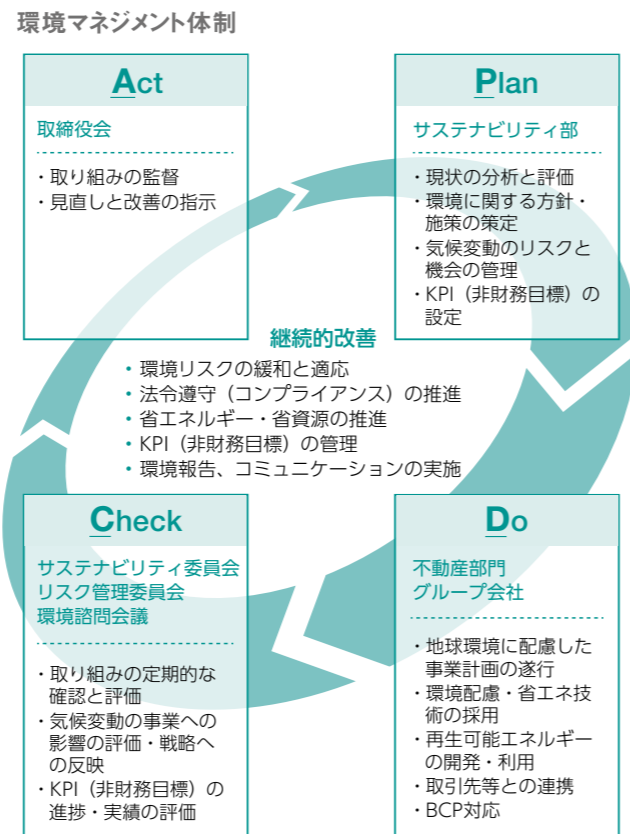 環境マネジメント体制
Act
取締役会
・取り組みの監督
・見直しと改善の指示
Plan
サステナビリティ部
・現状の分析と評価
・環境に関する方針・
施策の策定
・気候変動のリスクと
機会の管理
・KPI（非財務目標）の
設定
継続的改善
・環境リスクの緩和と適応
・法令遵守（コンプライアンス）の推進
・省エネルギー・省資源の推進
・KPI（非財務目標）の管理
・環境報告、コミュニケーションの実施
Check
サステナビリティ委員会
リスク管理委員会
環境諮問会議
・取り組みの定期的な
確認と評価
・気候変動の事業への
影響の評価・戦略へ
の反映
・KPI（非財務目標）の
進捗・実績の評価
Do
不動産部門
グループ会社
・地球環境に配慮した
事業計画の遂行
・環境配慮・省エネ技
術の採用
・再生可能エネルギー
の開発・利用
・取引先等との連携
・BCP対応